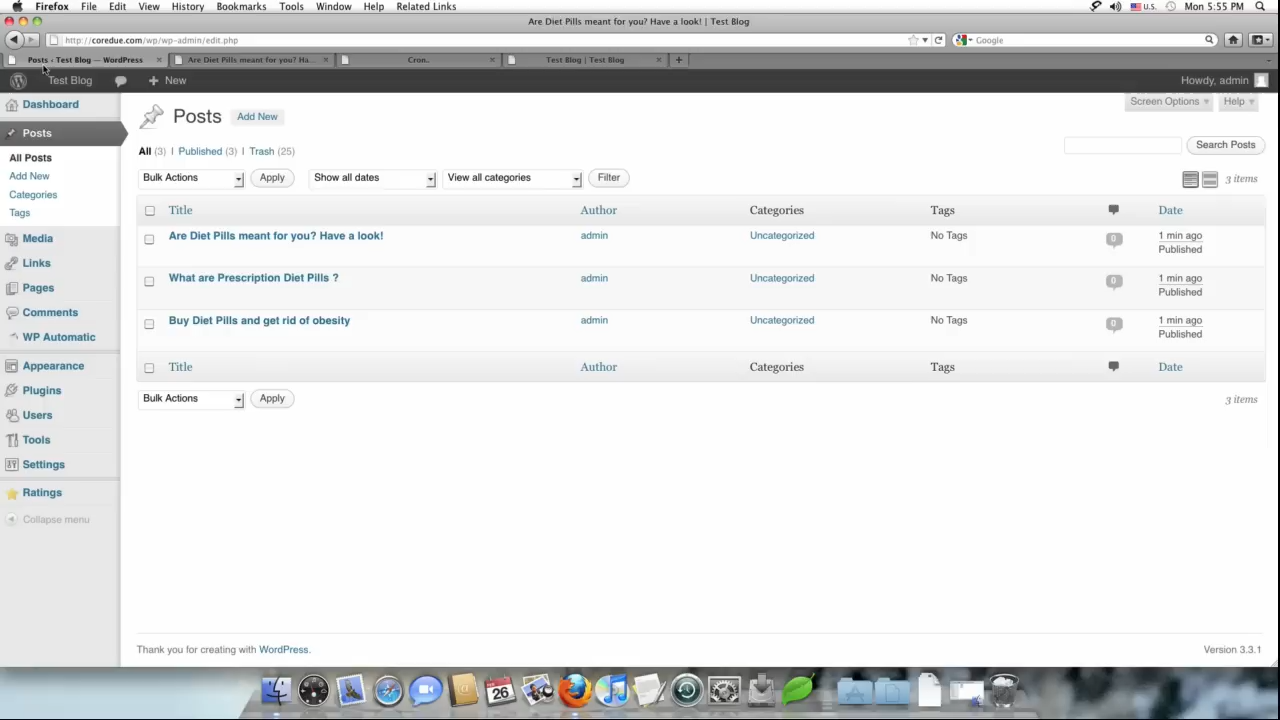 Firefox File Edit View History Bookmarks Tools Window Help Related Links U.S. Mon 5:55 PM
Are Diet Pills meant for you? Have a look! | Test Blog
http://coredue.com/wp/wp-admin/edit.php Google
Posts ‹ Test Blog — WordPress Are Diet Pills meant for you? Ha... Cron.. Test Blog | Test Blog
Test Blog + New Howdy, admin
Dashboard
Posts
All Posts
Add New
Categories
Tags
Media
Links
Pages
Comments
WP Automatic
Appearance
Plugins
Users
Tools
Settings
Ratings
Collapse menu
Screen Options Help
Posts Add New
All (3) | Published (3) | Trash (25)
Search Posts
Bulk Actions Apply Show all dates View all categories Filter 3 items
Title Author Categories Tags Date
Are Diet Pills meant for you? Have a look! admin Uncategorized No Tags 0 1 min ago
Published
What are Prescription Diet Pills ? admin Uncategorized No Tags 0 1 min ago
Published
Buy Diet Pills and get rid of obesity admin Uncategorized No Tags 0 1 min ago
Published
Title Author Categories Tags Date
Bulk Actions Apply 3 items
Thank you for creating with WordPress. Version 3.3.1
26